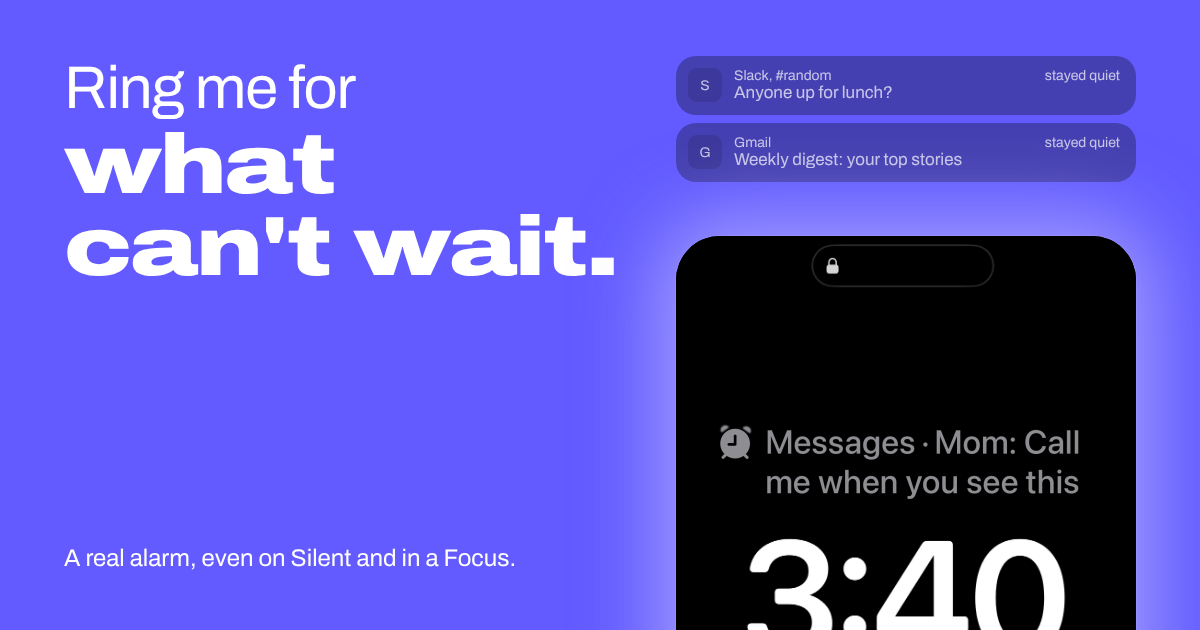 Ring me for
what
can't wait.
A real alarm, even on Silent and in a Focus.
S
Slack, #random
stayed quiet
Anyone up for lunch?
G
Gmail
stayed quiet
Weekly digest: your top stories
Messages · Mom: Call
me when you see this
3:40